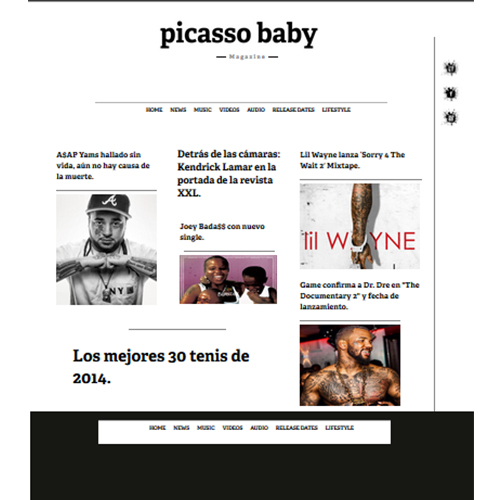 picasso baby
Magazine
HOME NEWS MUSIC VIDEOS AUDIO RELEASE DATES LIFESTYLE
A$AP Yams hallado sin
vida, aún no hay causa de
la muerte.
Detrás de las cámaras:
Kendrick Lamar en la
portada de la revista
XXL.
Joey Bada$$ con nuevo
single.
Lil Wayne lanza 'Sorry 4 The
Wait 2' Mixtape.
lil WAYNE
Game confirma a Dr. Dre en "The
Documentary 2" y fecha de
lanzamiento.
Los mejores 30 tenis de
2014.
HOME NEWS MUSIC VIDEOS AUDIO RELEASE DATES LIFESTYLE